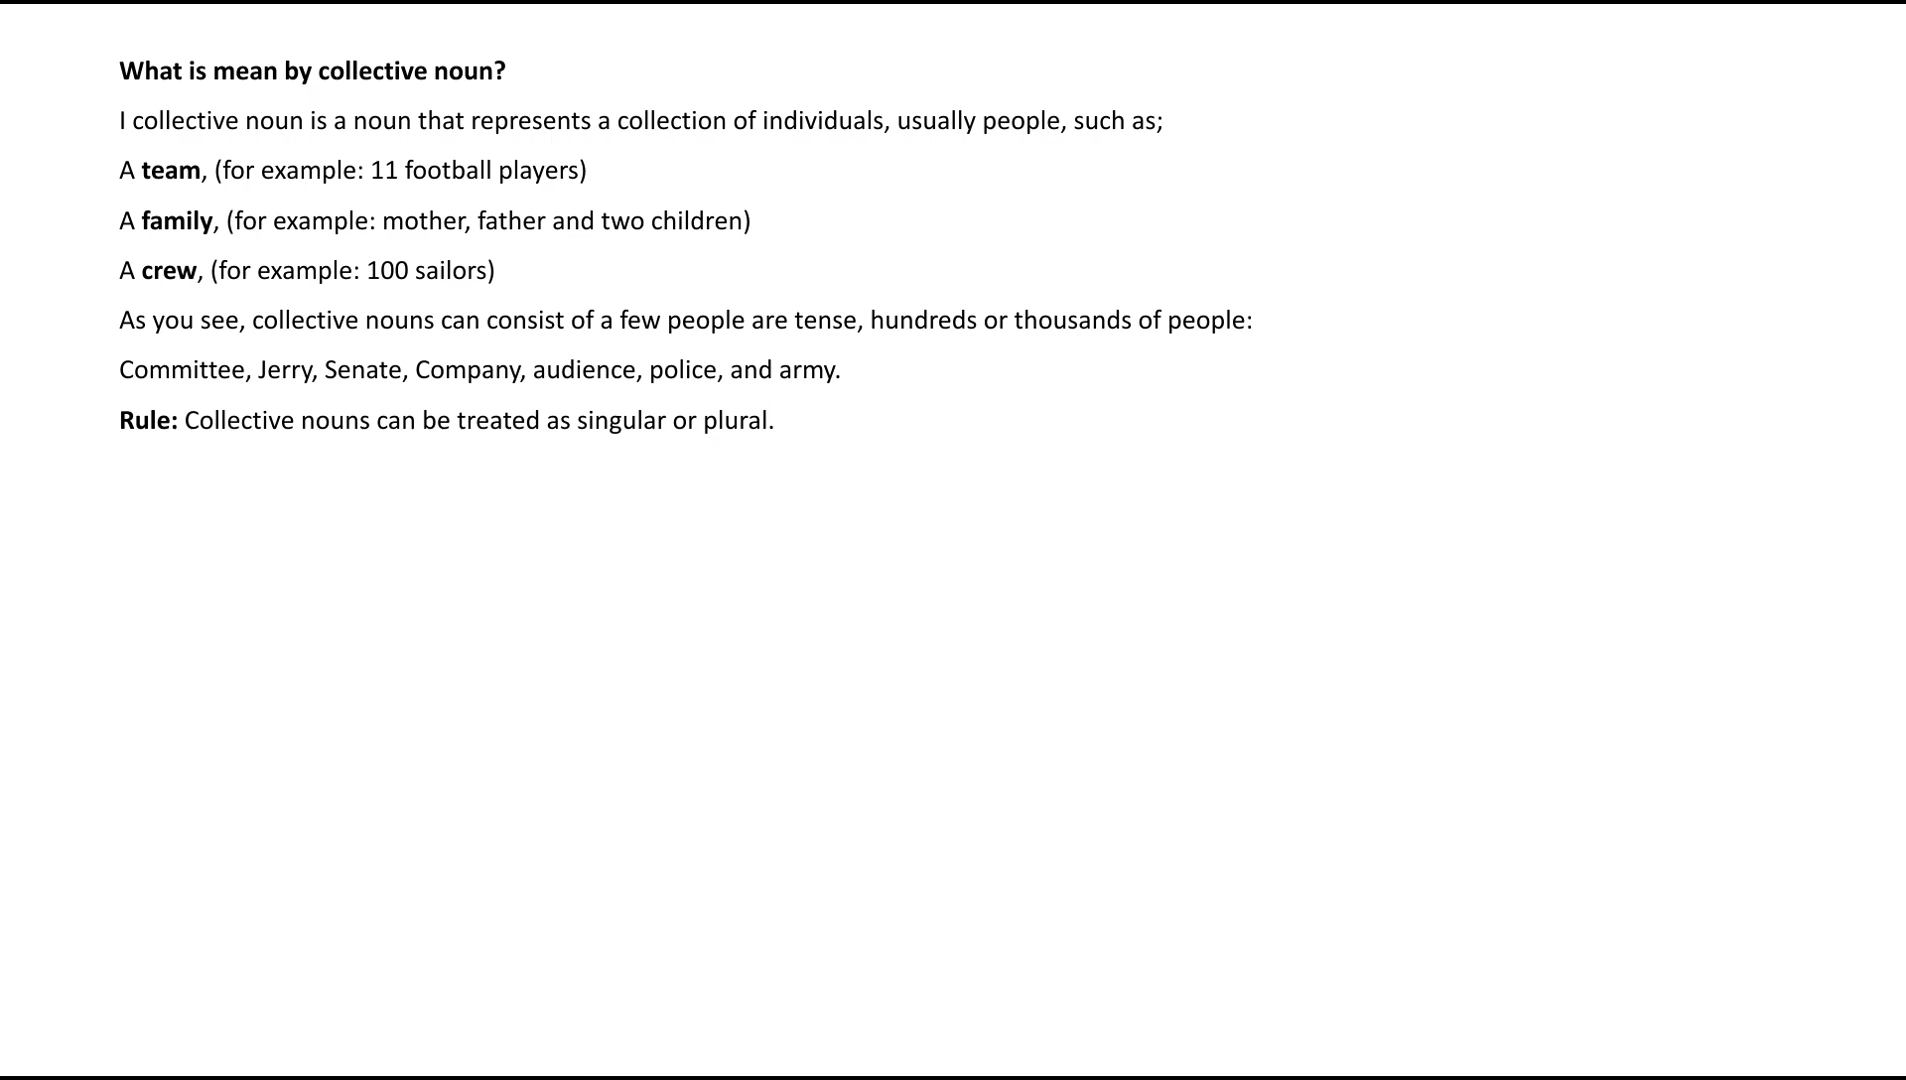 What is mean by collective noun?
I collective noun is a noun that represents a collection of individuals, usually people, such as;
A team, (for example: 11 football players)
A family, (for example: mother, father and two children)
A crew, (for example: 100 sailors)
As you see, collective nouns can consist of a few people are tense, hundreds or thousands of people:
Committee, Jerry, Senate, Company, audience, police, and army.
Rule: Collective nouns can be treated as singular or plural.